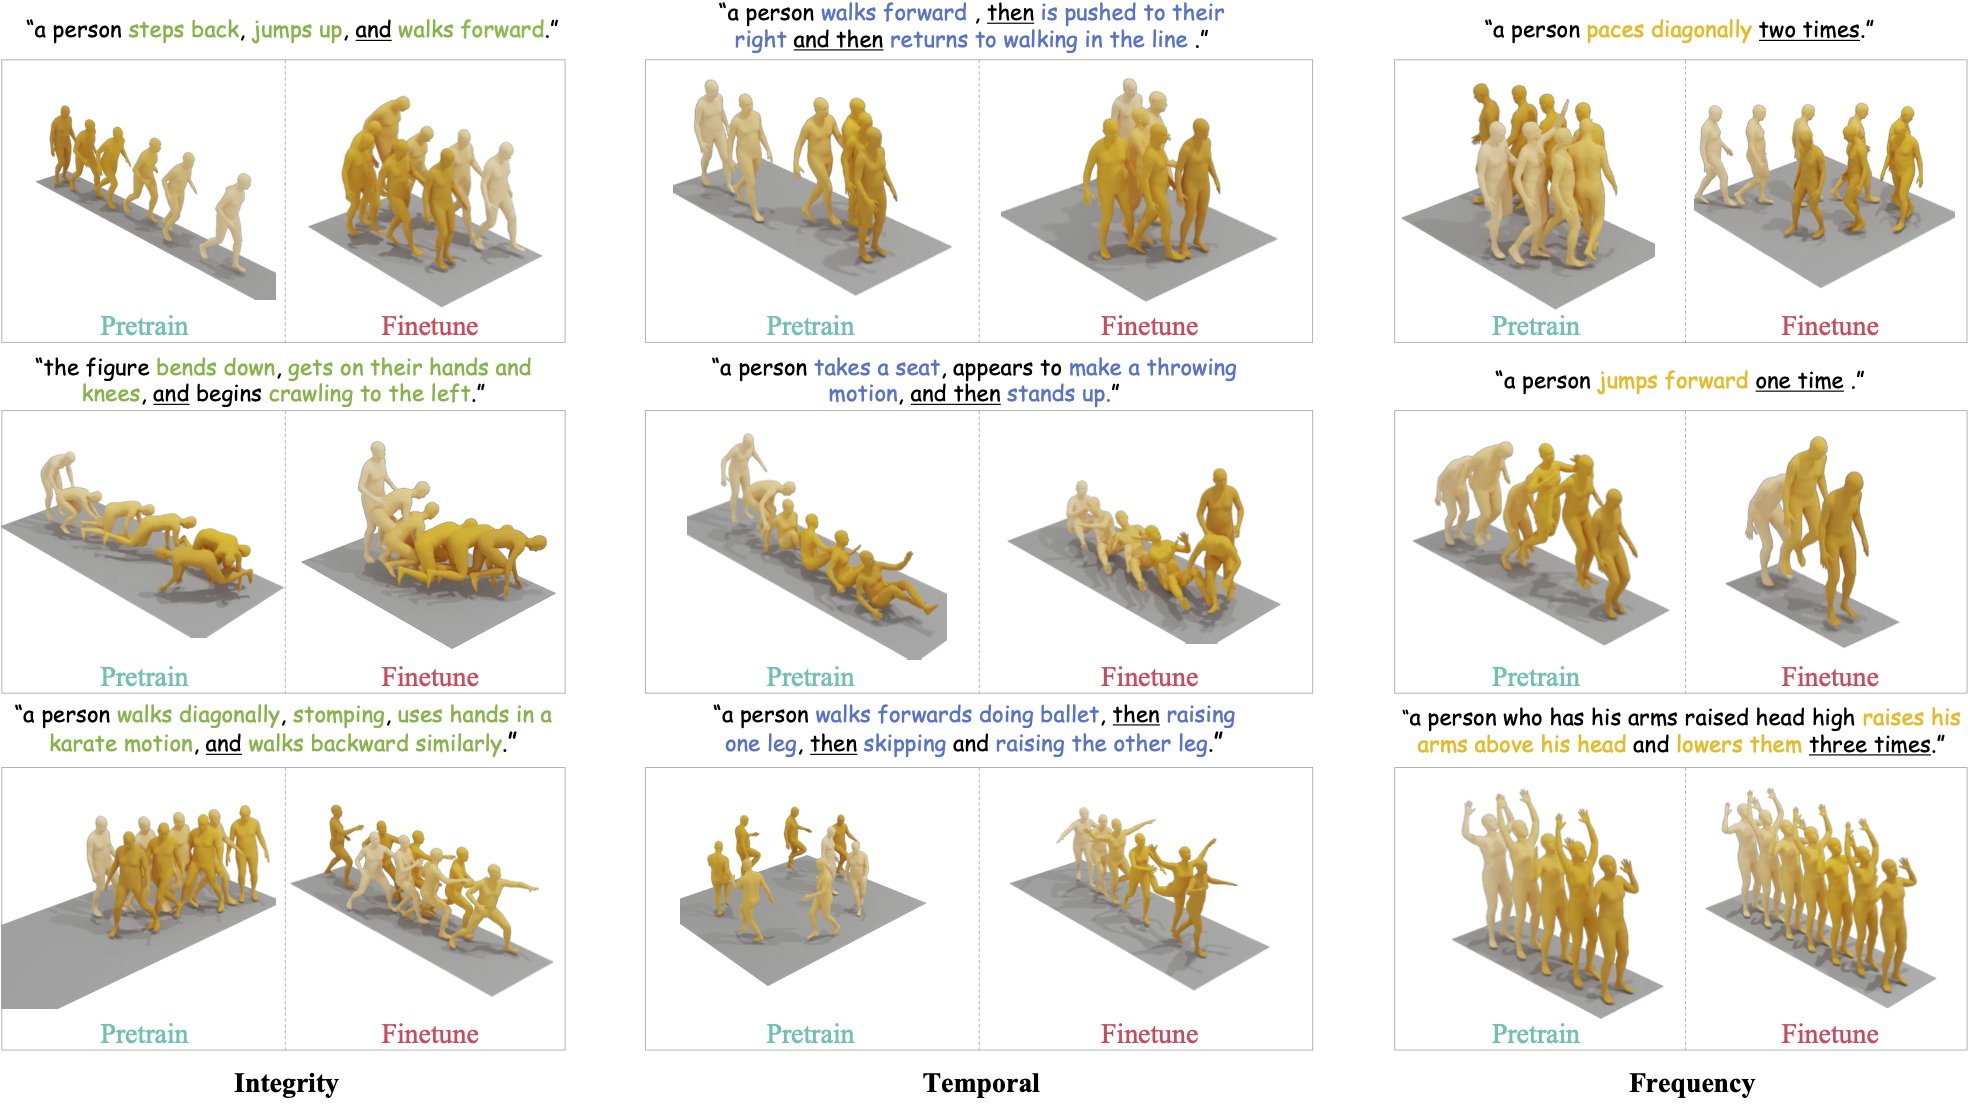 “a person steps back, jumps up, and walks forward.”
Pretrain
Finetune
“a person walks forward , then is pushed to their
right and then returns to walking in the line .”
Pretrain
Finetune
“a person paces diagonally two times.”
Pretrain
Finetune
“the figure bends down, gets on their hands and
knees, and begins crawling to the left.”
Pretrain
Finetune
“a person takes a seat, appears to make a throwing
motion, and then stands up.”
Pretrain
Finetune
“a person jumps forward one time .”
Pretrain
Finetune
“a person walks diagonally, stomping, uses hands in a
karate motion, and walks backward similarly.”
Pretrain
Finetune
“a person walks forwards doing ballet, then raising
one leg, then skipping and raising the other leg.”
Pretrain
Finetune
“a person who has his arms raised head high raises his
arms above his head and lowers them three times.”
Pretrain
Finetune
Integrity
Temporal
Frequency